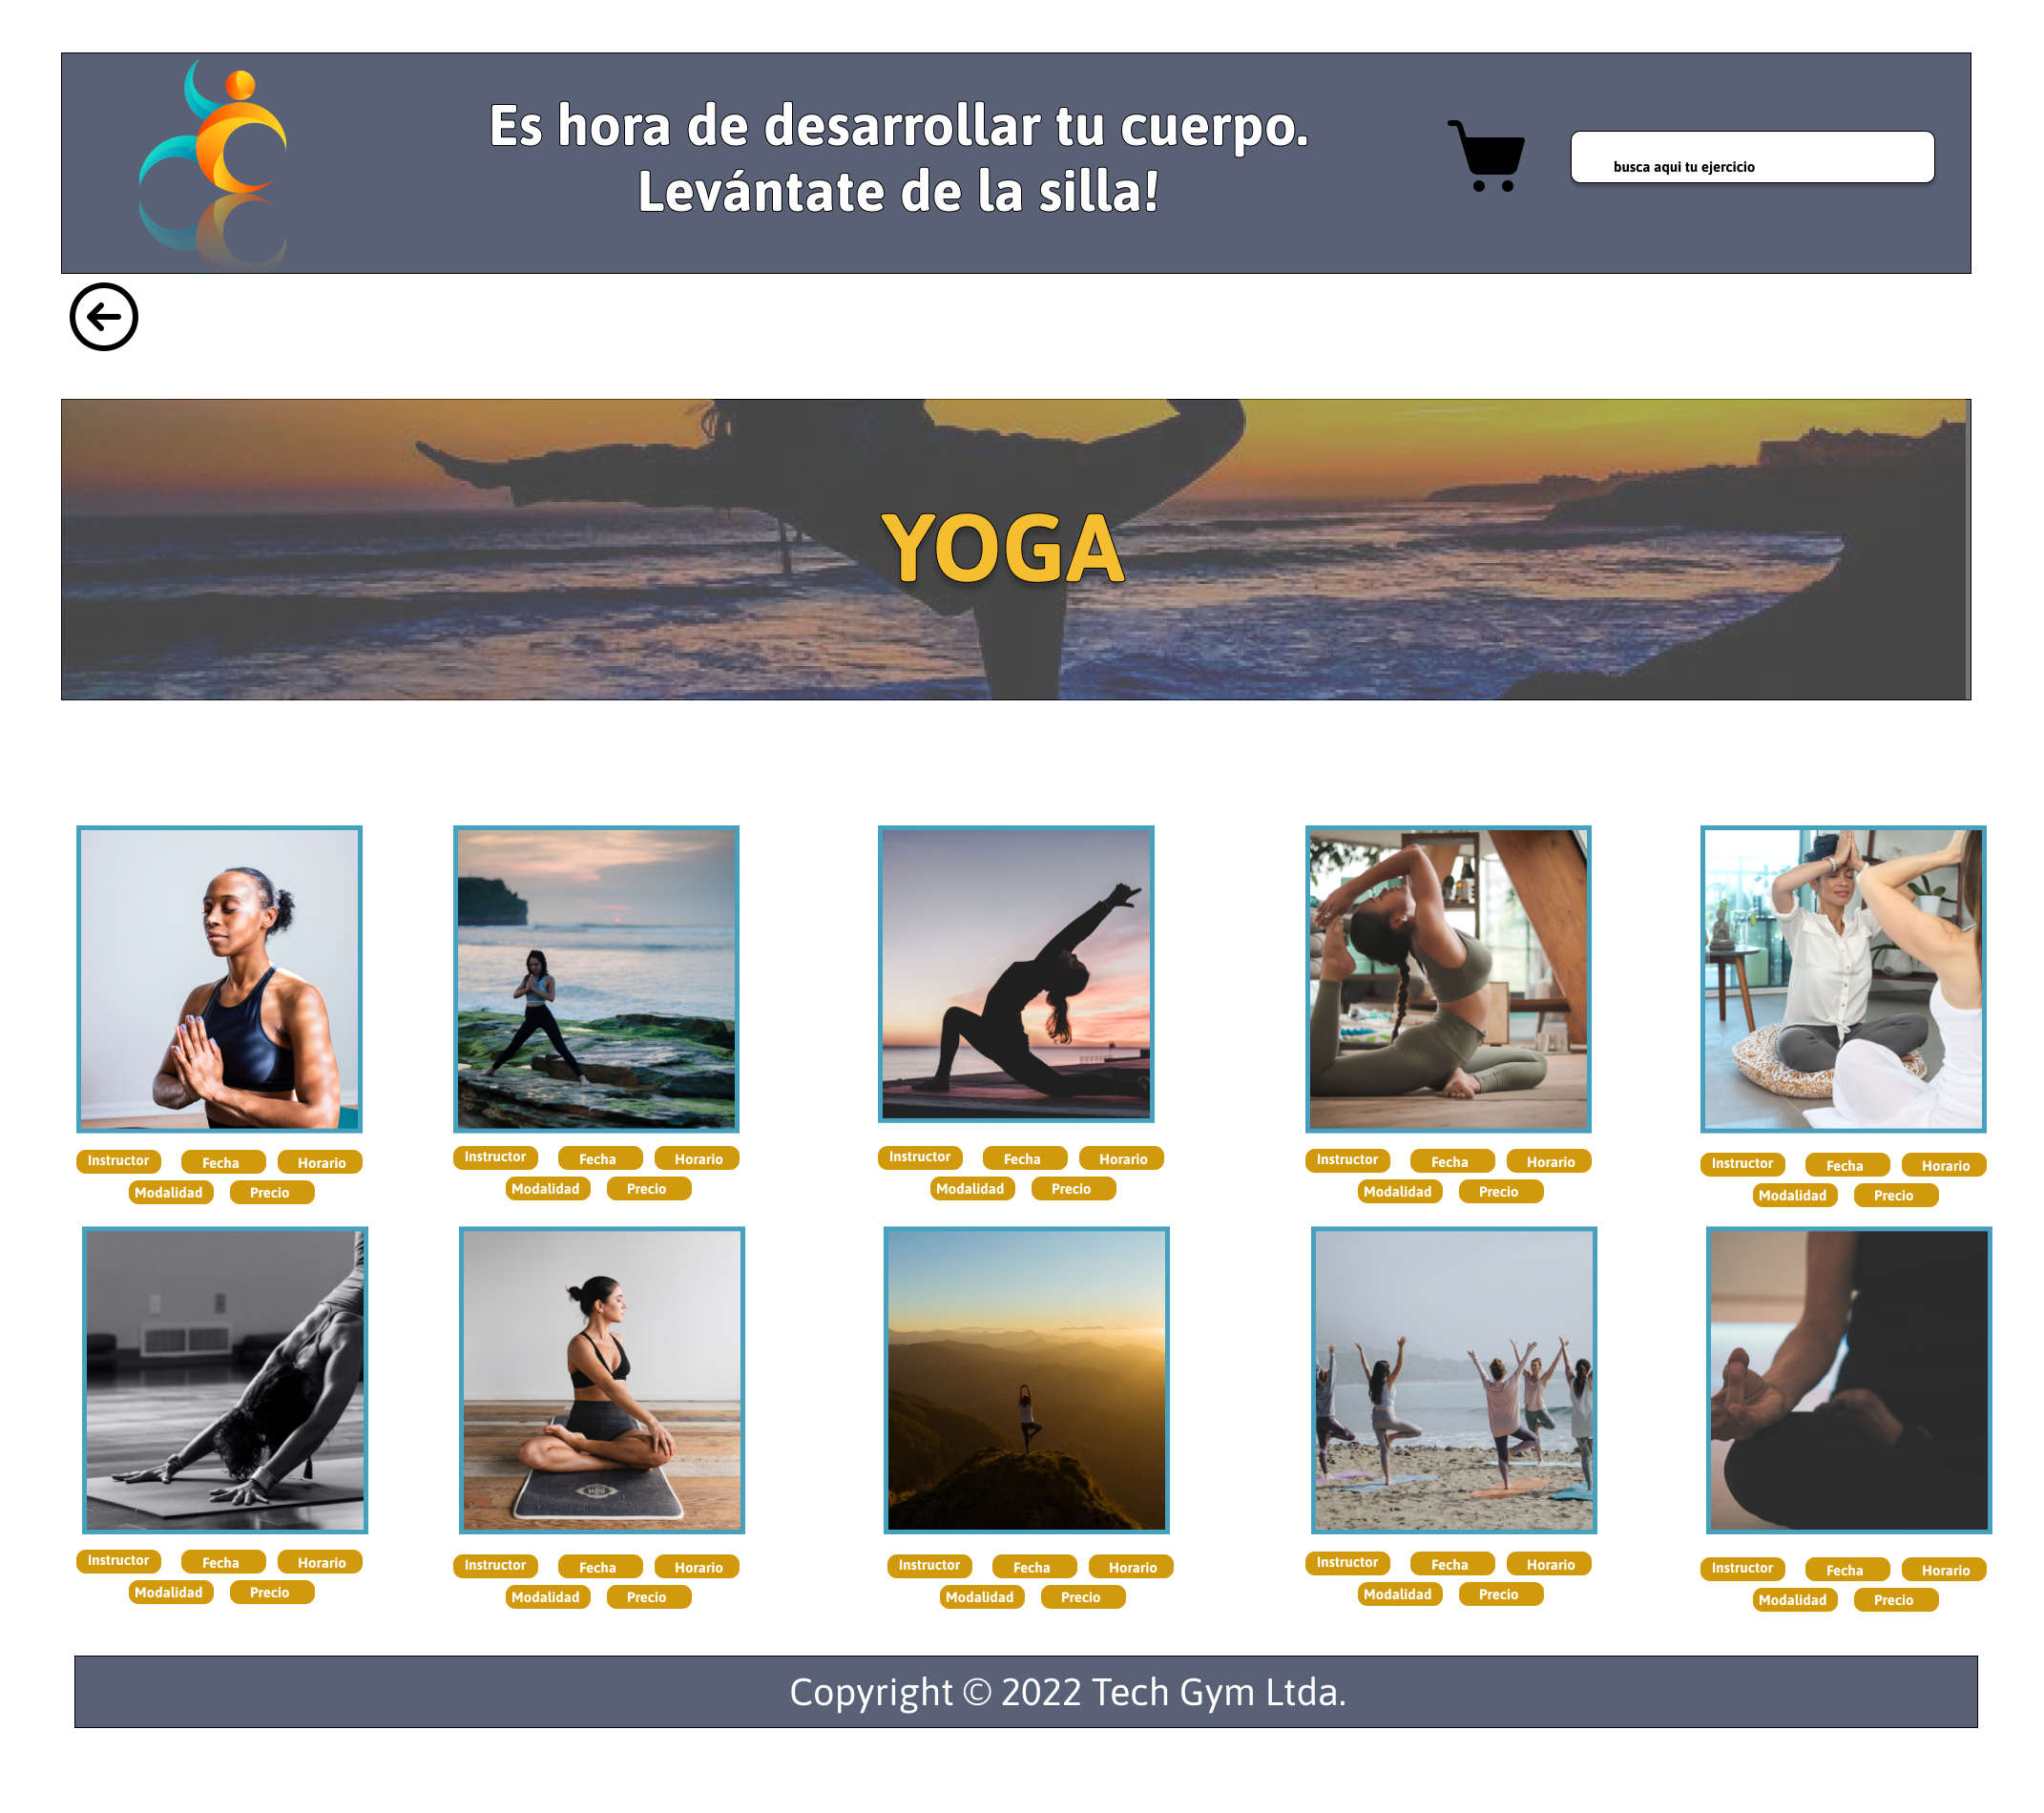 Es hora de desarrollar tu cuerpo.
Levántate de la silla!
busca aqui tu ejercicio
YOGA
Instructor Fecha Horario
Modalidad Precio
Instructor Fecha Horario
Modalidad Precio
Instructor Fecha Horario
Modalidad Precio
Instructor Fecha Horario
Modalidad Precio
Instructor Fecha Horario
Modalidad Precio
Instructor Fecha Horario
Modalidad Precio
Instructor Fecha Horario
Modalidad Precio
Instructor Fecha Horario
Modalidad Precio
Instructor Fecha Horario
Modalidad Precio
Instructor Fecha Horario
Modalidad Precio
Copyright © 2022 Tech Gym Ltda.